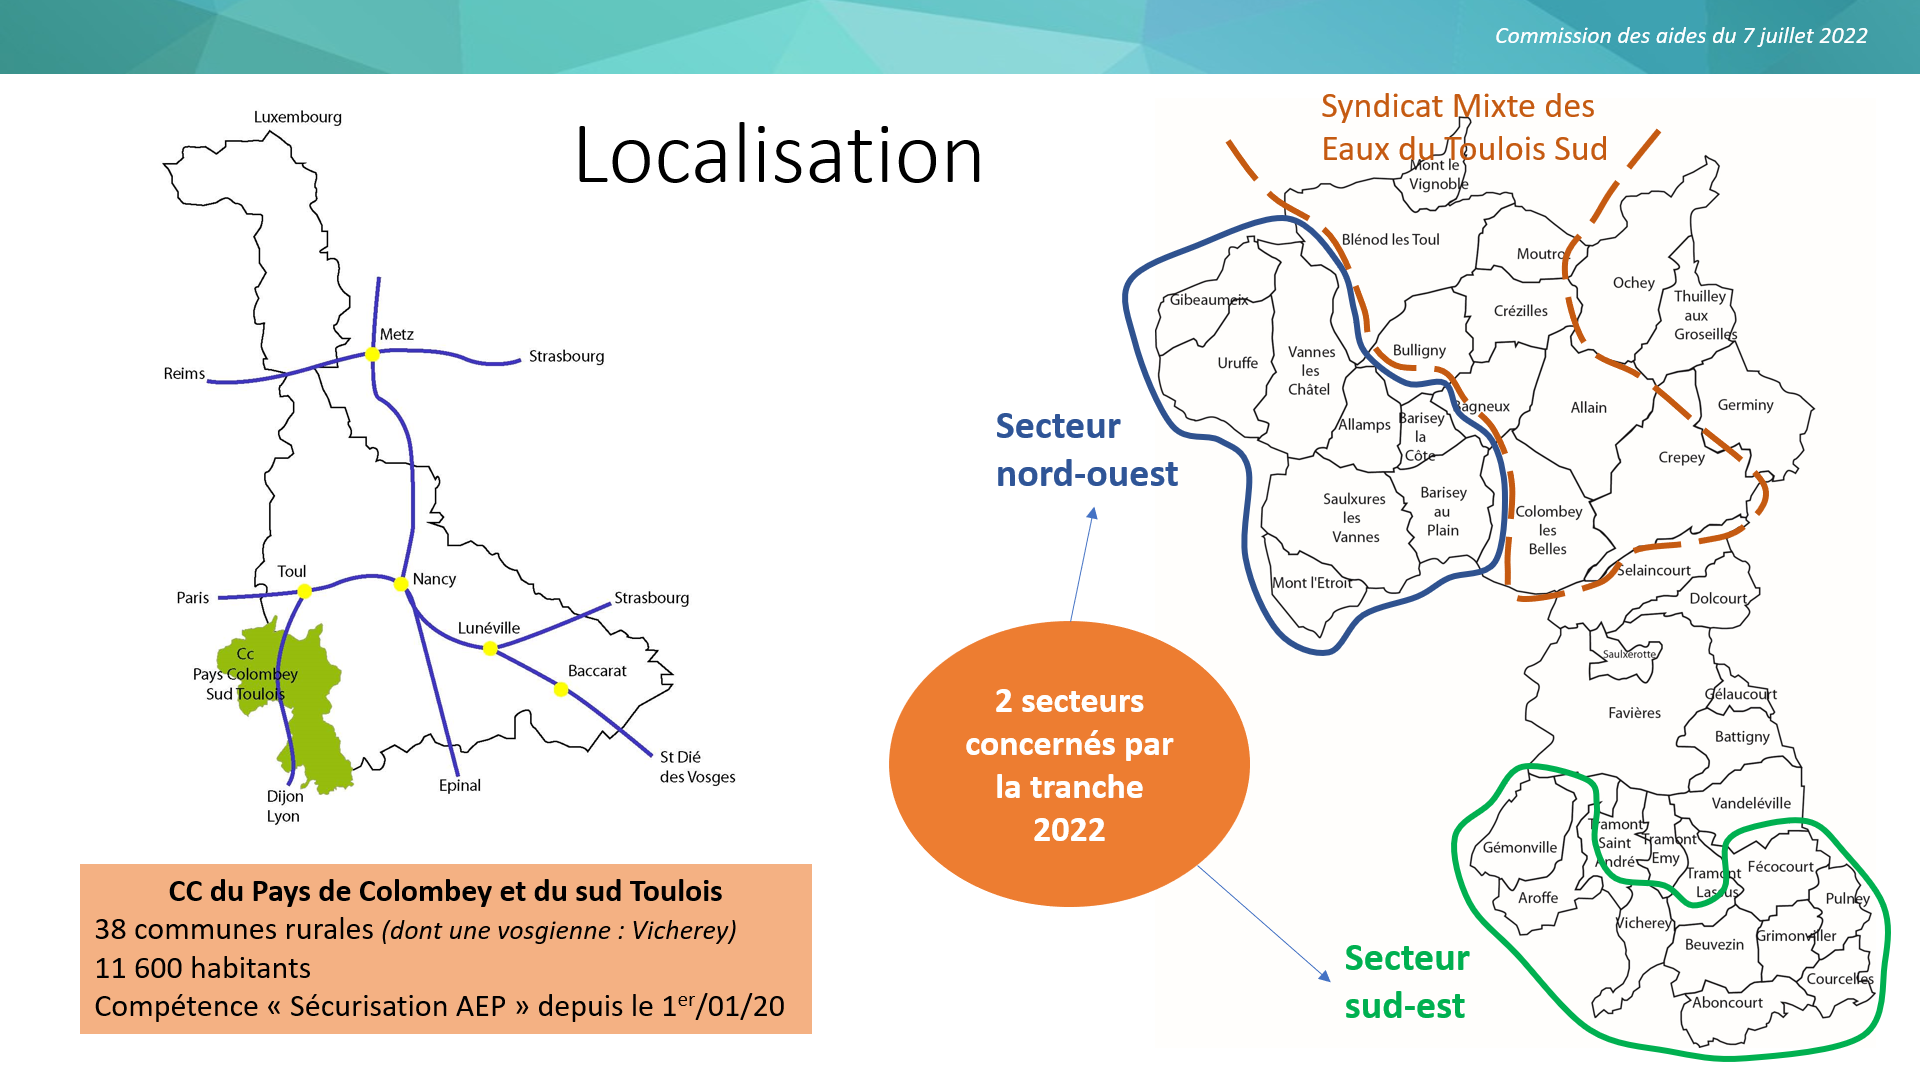 Commission des aides du 7 juillet 2022
Localisation
Luxembourg
Metz
Strasbourg
Reims
Toul
Nancy
Paris
Strasbourg
Lunéville
Baccarat
Cc
Pays Colombey
Sud Toulois
St Dié
des Vosges
Epinal
Dijon
Lyon
CC du Pays de Colombey et du sud Toulois
38 communes rurales (dont une vosgienne : Vicherey)
11 600 habitants
Compétence « Sécurisation AEP » depuis le 1er/01/20
Secteur
nord-ouest
2 secteurs
concernés par
la tranche
2022
Secteur
sud-est
Syndicat Mixte des
Eaux du Toulois Sud
Mont le
Vignoble
Blénod les Toul
Moutrot
Ochey
Gibeaumeix
Thuilley
aux
Groseilles
Crézilles
Bulligny
Uruffe
Vannes
les
Châtel
Bagneux
Allain
Germiny
Allamps
Barisey
la
Côte
Crepey
Saulxures
les
Vannes
Barisey
au
Plain
Colombey
les
Belles
Mont l'Etroit
Selaincourt
Dolcourt
Saulxerotte
Gélaucourt
Favières
Battigny
Vandeléville
Tramont
Saint
André
Tramont
Emy
Tramont
Lassus
Gémonville
Fécocourt
Aroffe
Pulney
Vicherey
Beuvezin
Grimonviller
Courcelles
Aboncourt